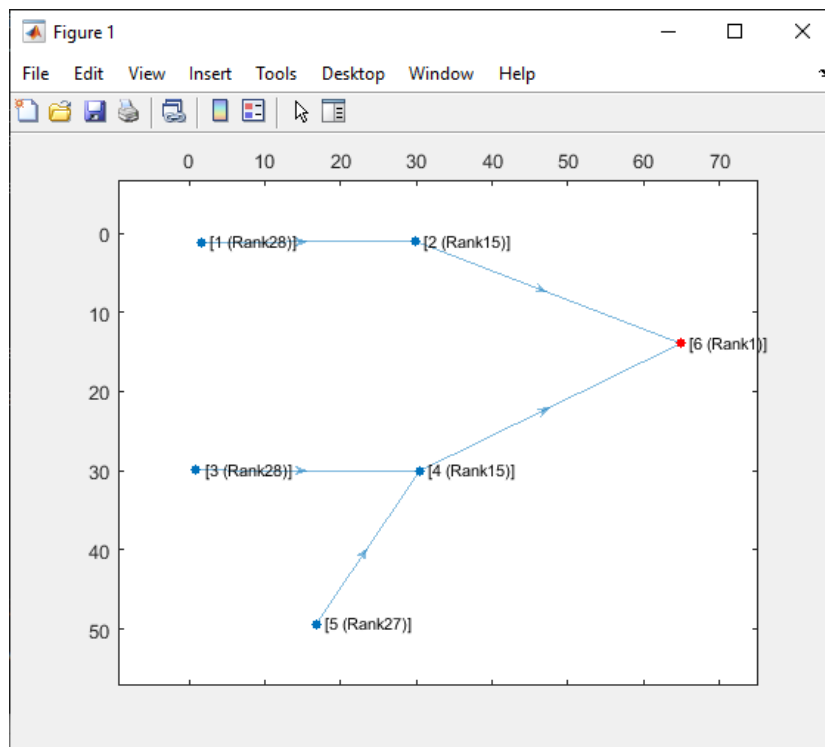 Figure 1
File Edit View Insert Tools Desktop Window Help
0 10 20 30 40 50 60 70
0
[1 (Rank28)] [2 (Rank15)]
10
[6 (Rank1)]
20
30
[3 (Rank28)] [4 (Rank15)]
40
50
[5 (Rank27)]